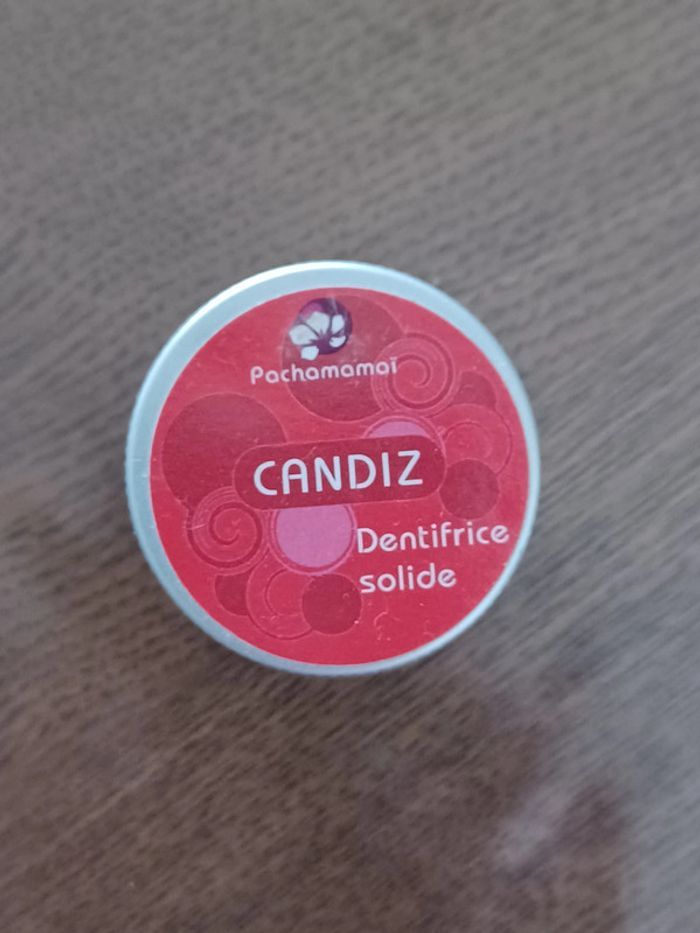 Pachamamaï
CANDIZ
Dentifrice
solide